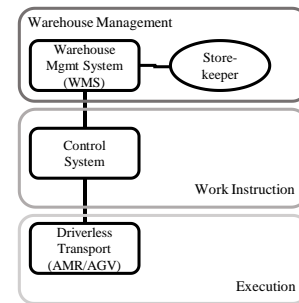 Warehouse Management
Warehouse
Mgmt System
(WMS)
Store-
keeper
Control
System
Work Instruction
Driverless
Transport
(AMR/AGV)
Execution